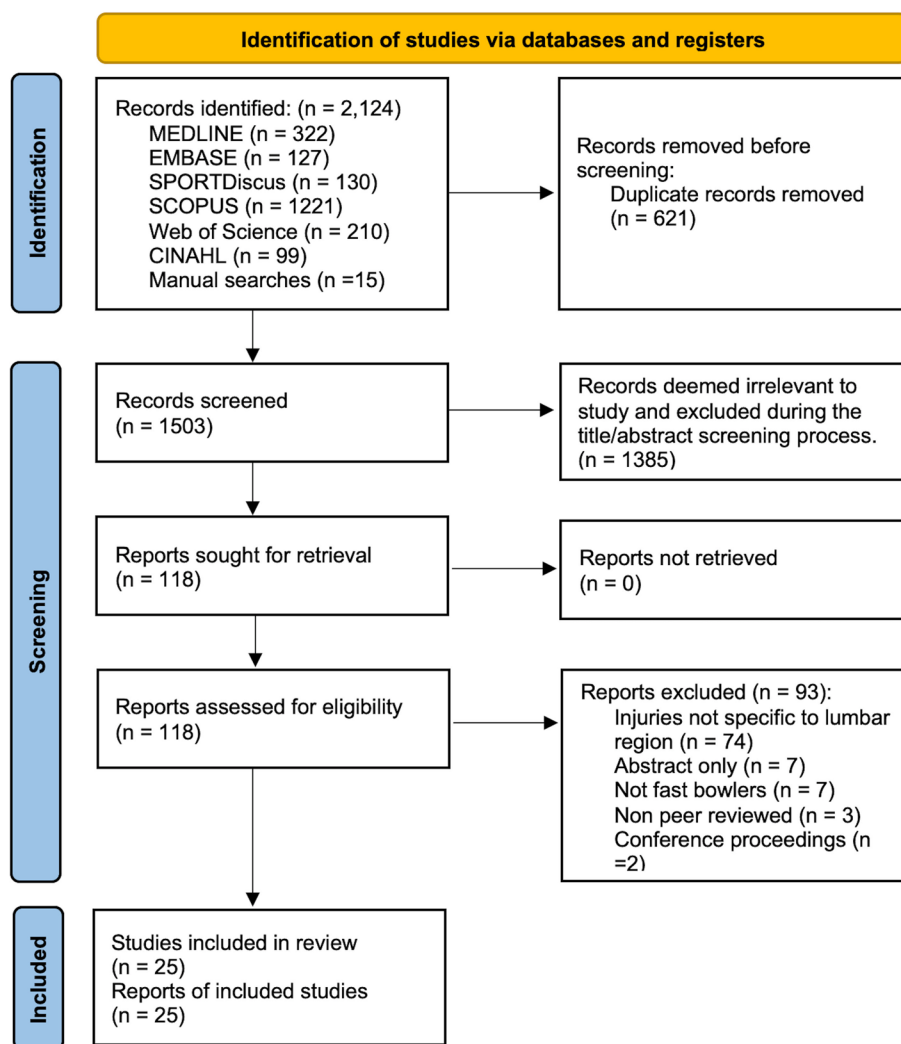 Identification of studies via databases and registers
Identification
Records identified: (n = 2,124)
MEDLINE (n = 322)
EMBASE (n = 127)
SPORTDiscus (n = 130)
SCOPUS (n = 1221)
Web of Science (n = 210)
CINAHL (n = 99)
Manual searches (n =15)
Records removed before
screening:
Duplicate records removed
(n = 621)
Screening
Records screened
(n = 1503)
Records deemed irrelevant to
study and excluded during the
title/abstract screening process.
(n = 1385)
Reports sought for retrieval
(n = 118)
Reports not retrieved
(n = 0)
Reports assessed for eligibility
(n = 118)
Reports excluded (n = 93):
Injuries not specific to lumbar
region (n = 74)
Abstract only (n = 7)
Not fast bowlers (n = 7)
Non peer reviewed (n = 3)
Conference proceedings (n
=2)
Included
Studies included in review
(n = 25)
Reports of included studies
(n = 25)